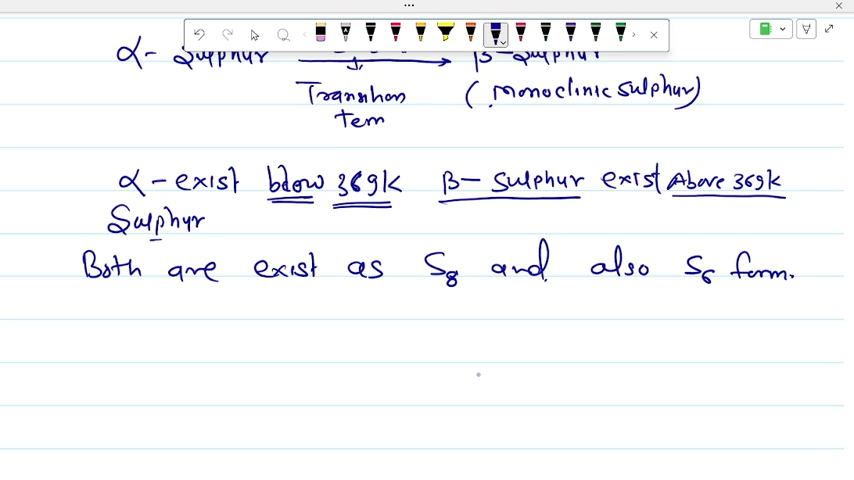 α- Sulphur → β-Sulphur
Transition (Monoclinic sulphur)
tem
α-exist below 369k β- Sulphur exist Above 369k
Sulphur
Both are exist as S8 and also S6 form.